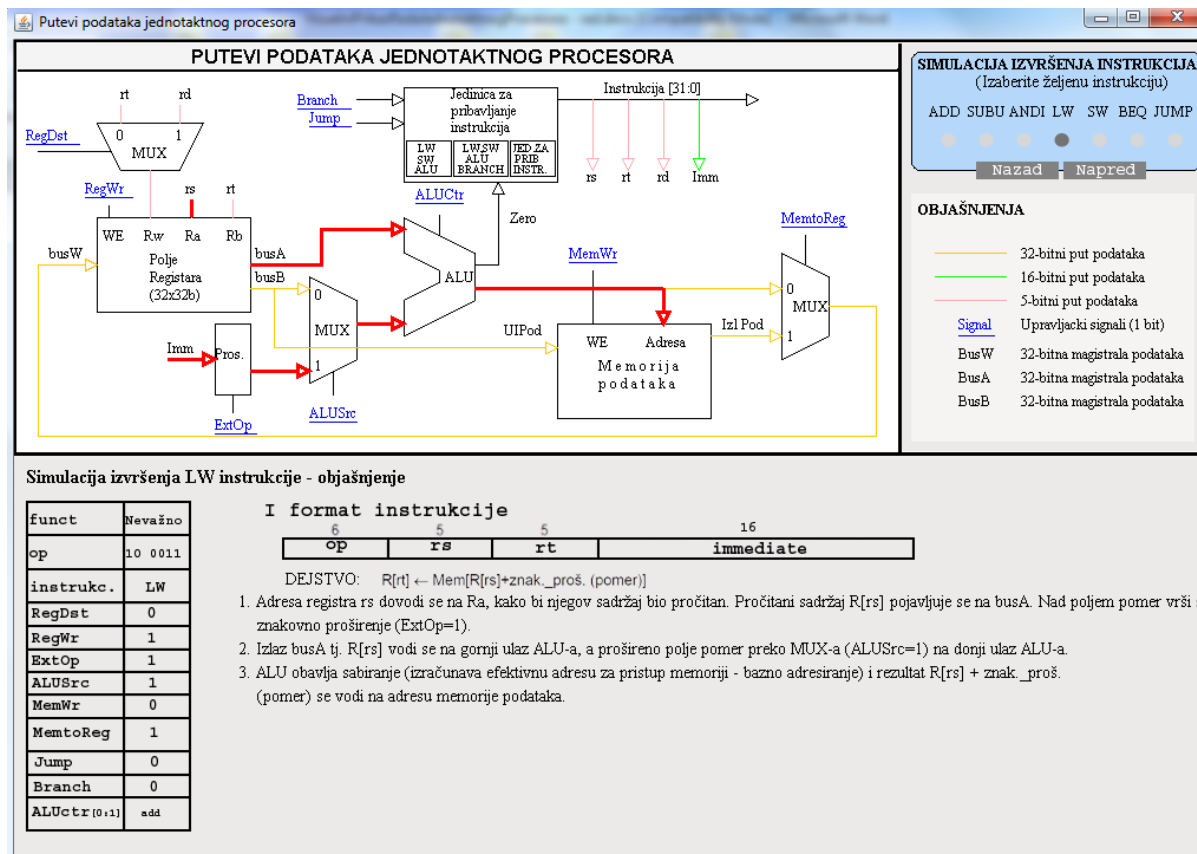 Putevi podataka jednotaktnog procesora
PUTEVI PODATAKA JEDNOTAKTNOG PROCESORA
rt rd
0 1
MUX
RegDst
RegWr
rs rt
WE Rw Ra Rb
busW
Polje
Registara
(32x32b)
busA
busB
Imm
Pros.
ExtOp
0
MUX
1
ALUSrc
Branch
Jump
Jedinica za
pribavljanje
instrukcija
LW
SW
ALU
LW,SW
ALU
BRANCH
JED.ZA
PRIB
INSTR.
Instrukcija [31:0]
rs rt rd Imm
ALUCtr
Zero
ALU
MemWr
UlPod
WE Adresa
Memorija
podataka
Izl Pod
MemtoReg
0
MUX
1
SIMULACIJA IZVRŠENJA INSTRUKCIJA
(Izaberite željenu instrukciju)
ADD SUBU ANDI LW SW BEQ JUMP
Nazad Napred
OBJAŠNJENJA
32-bitni put podataka
16-bitni put podataka
5-bitni put podataka
Signal Upravljacki signali (1 bit)
BusW 32-bitna magistrala podataka
BusA 32-bitna magistrala podataka
BusB 32-bitna magistrala podataka
Simulacija izvršenja LW instrukcije - objašnjenje
funct Nevažno
op 10 0011
instrukc. LW
RegDst 0
RegWr 1
ExtOp 1
ALUSrc 1
MemWr 0
MemtoReg 1
Jump 0
Branch 0
ALUctr[0:1] add
I format instrukcije
6 5 5 16
op rs rt immediate
DEJSTVO: R[rt] ← Mem[R[rs]+znak._proš. (pomer)]
1. Adresa registra rs dovodi se na Ra, kako bi njegov sadržaj bio pročitan. Pročitani sadržaj R[rs] pojavljuje se na busA. Nad poljem pomer vrši
znakovno proširenje (ExtOp=1).
2. Izlaz busA tj. R[rs] vodi se na gornji ulaz ALU-a, a prošireno polje pomer preko MUX-a (ALUSrc=1) na donji ulaz ALU-a.
3. ALU obavlja sabiranje (izračunava efektivnu adresu za pristup memoriji - bazno adresiranje) i rezultat R[rs] + znak._proš.
(pomer) se vodi na adresu memorije podataka.